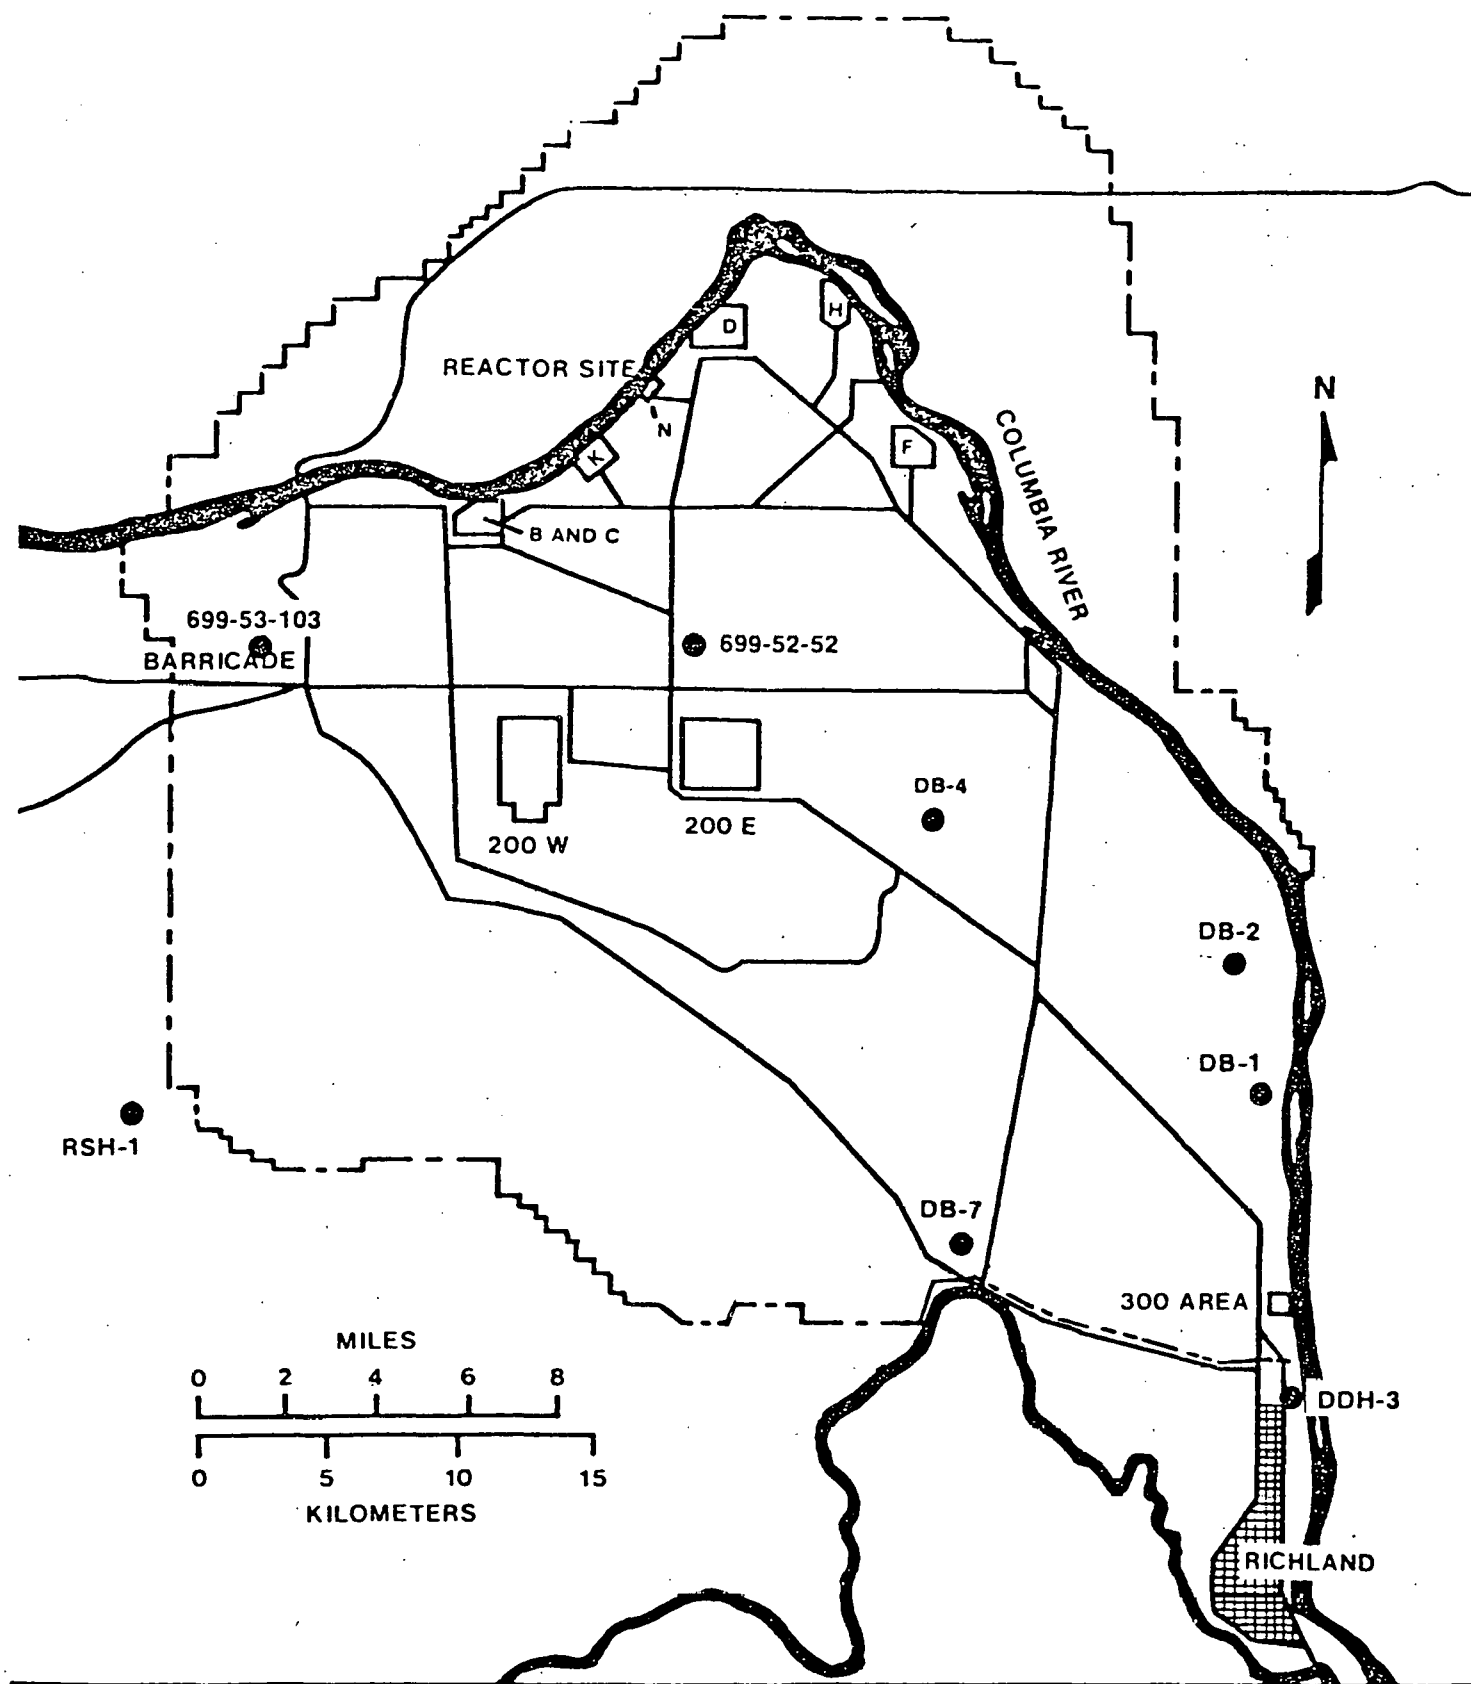 H
D
REACTOR SITE
N
N
COLUMBIA RIVER
F
K
B AND C
699-53-103
BARRICADE
699-52-52
DB-4
200 E
200 W
DB-2
DB-1
RSH-1
DB-7
300 AREA
MILES
0 2 4 6 8
DDH-3
0 5 10 15
KILOMETERS
RICHLAND